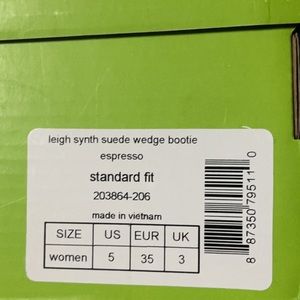 leigh synth suede wedge bootie
espresso
standard fit
203864-206
made in vietnam
SIZE US EUR UK
women 5 35 3
8 87350 79511 0